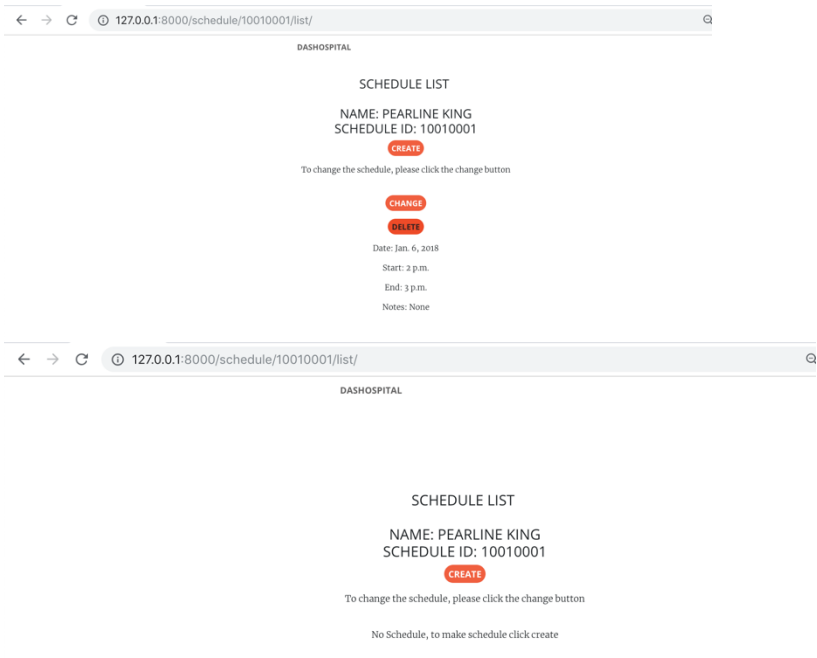 127.0.0.1:8000/schedule/10010001/list/
DASHOSPITAL
SCHEDULE LIST
NAME: PEARLINE KING
SCHEDULE ID: 10010001
CREATE
To change the schedule, please click the change button
CHANGE
DELETE
Date: Jan. 6, 2018
Start: 2 p.m.
End: 3 p.m.
Notes: None
127.0.0.1:8000/schedule/10010001/list/
DASHOSPITAL
SCHEDULE LIST
NAME: PEARLINE KING
SCHEDULE ID: 10010001
CREATE
To change the schedule, please click the change button
No Schedule, to make schedule click create